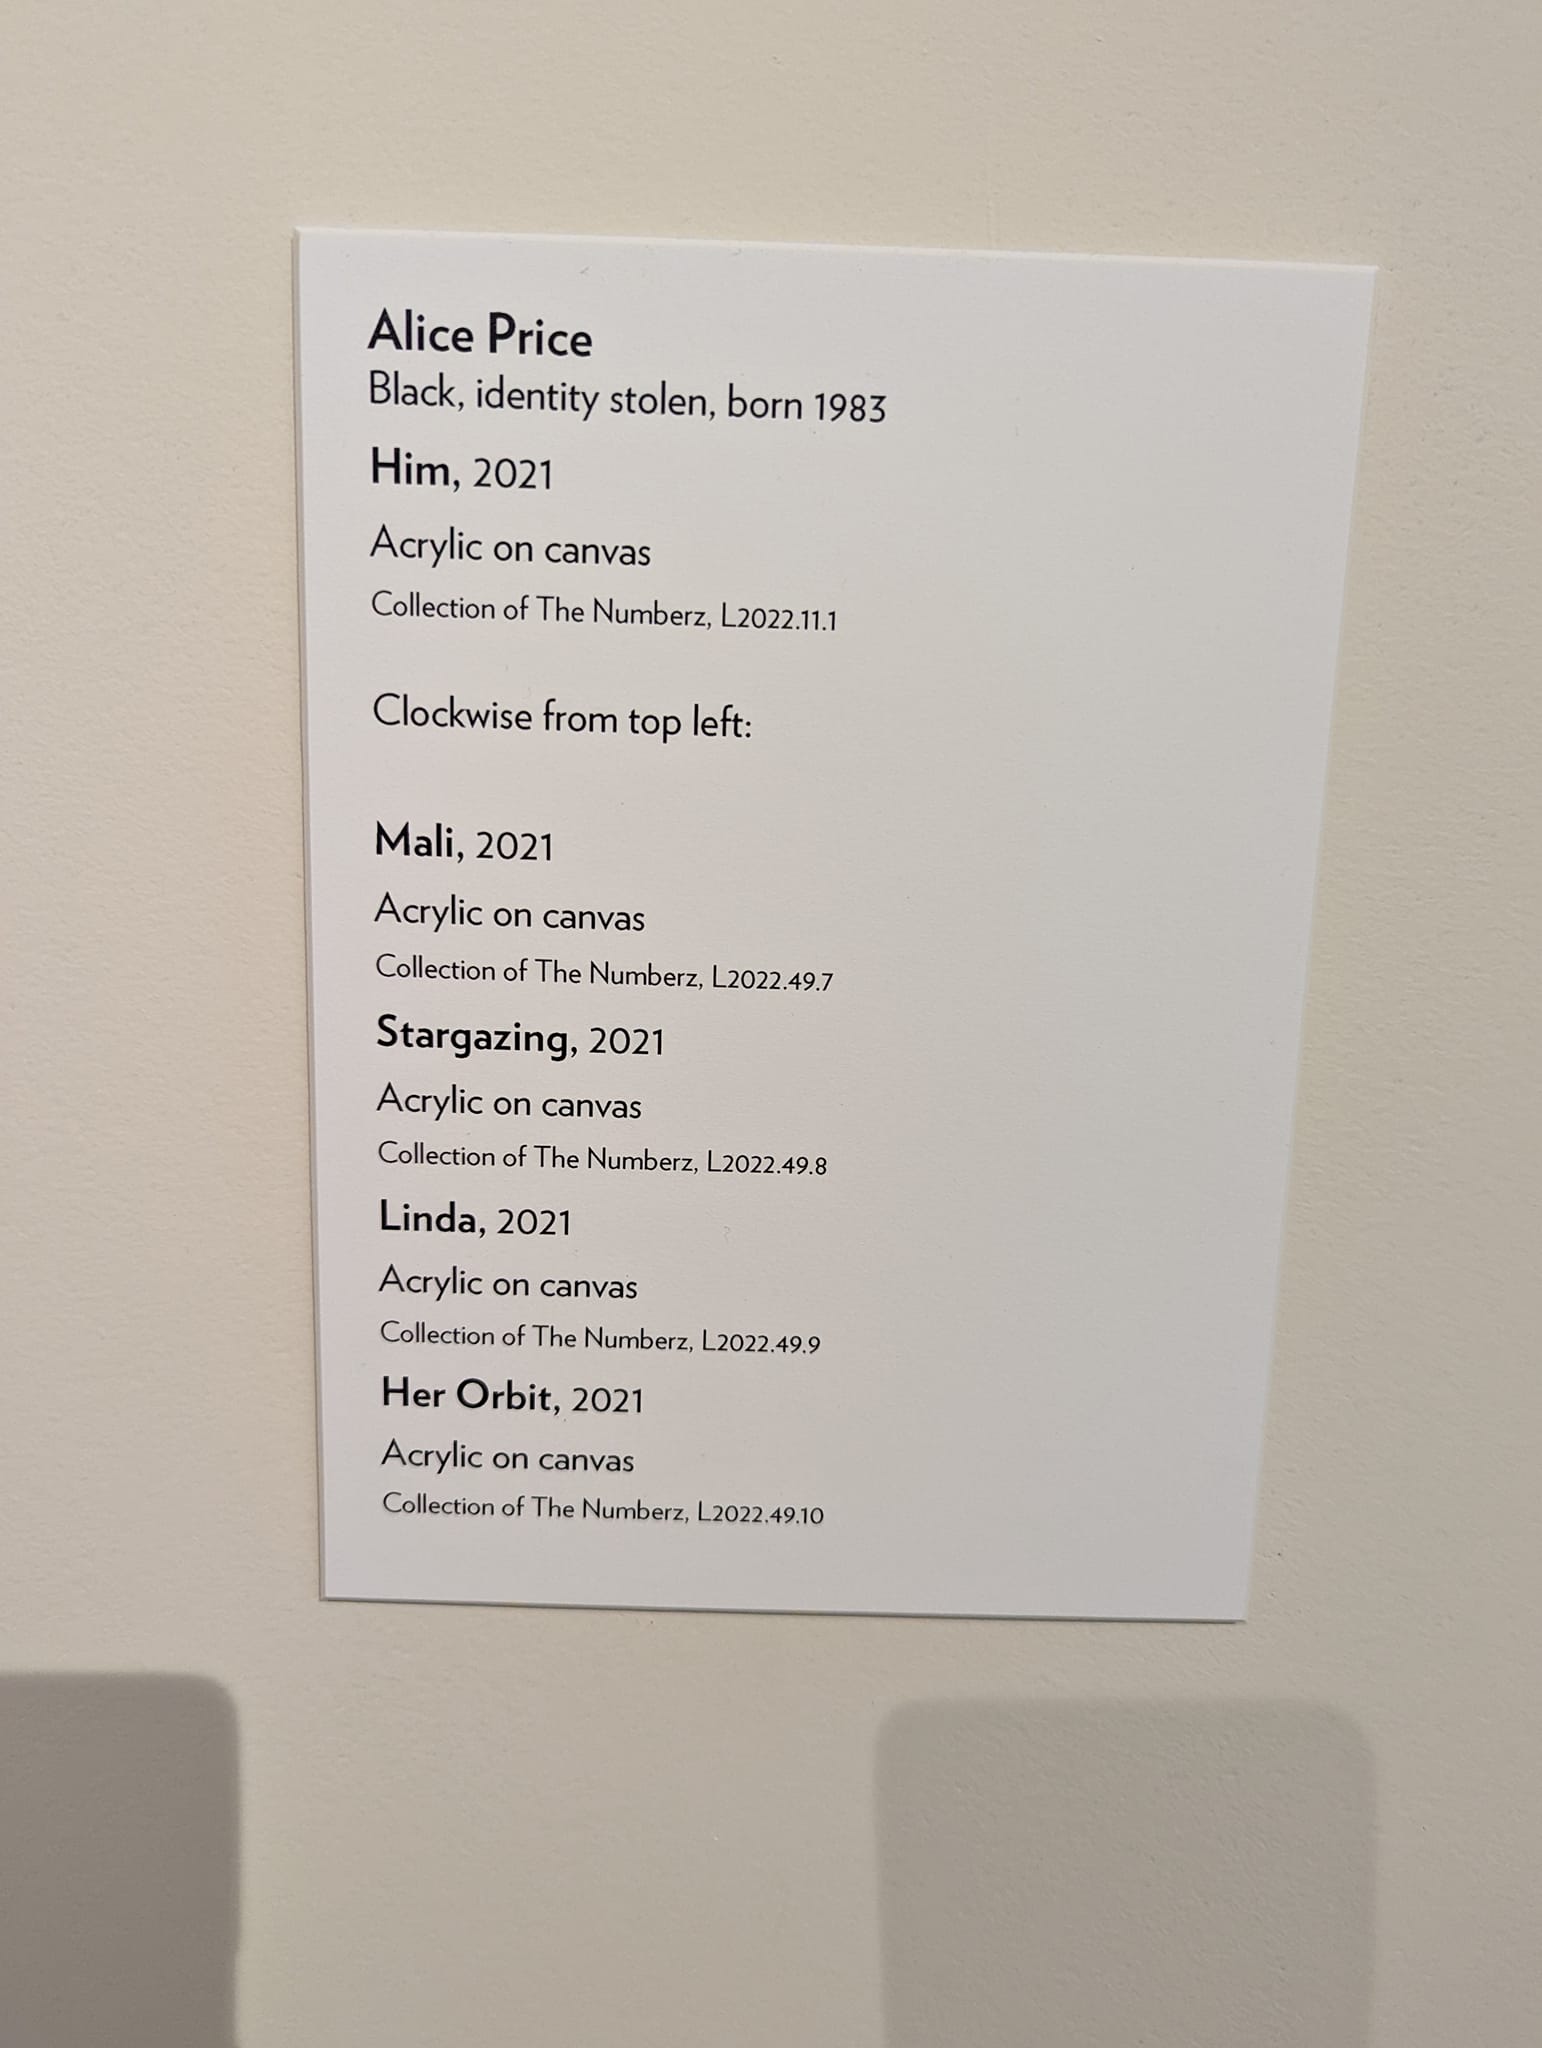 Alice Price
Black, identity stolen, born 1983
Him, 2021
Acrylic on canvas
Collection of The Numberz, L2022.11.1
Clockwise from top left:
Mali, 2021
Acrylic on canvas
Collection of The Numberz, L2022.49.7
Stargazing, 2021
Acrylic on canvas
Collection of The Numberz, L2022.49.8
Linda, 2021
Acrylic on canvas
Collection of The Numberz, L2022.49.9
Her Orbit, 2021
Acrylic on canvas
Collection of The Numberz, L2022.49.10